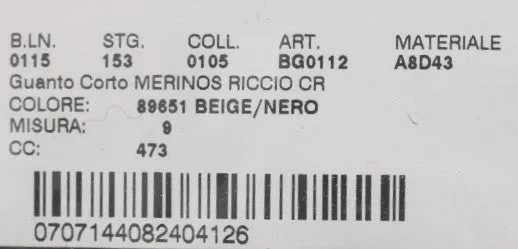 B.LN. STG. COLL. ART. MATERIALE
0115 153 0105 BG0112 A8D43
Guanto Corto MERINOS RICCIO CR
COLORE: 89651 BEIGE/NERO
MISURA: 9
CC: 473
0707144082404126